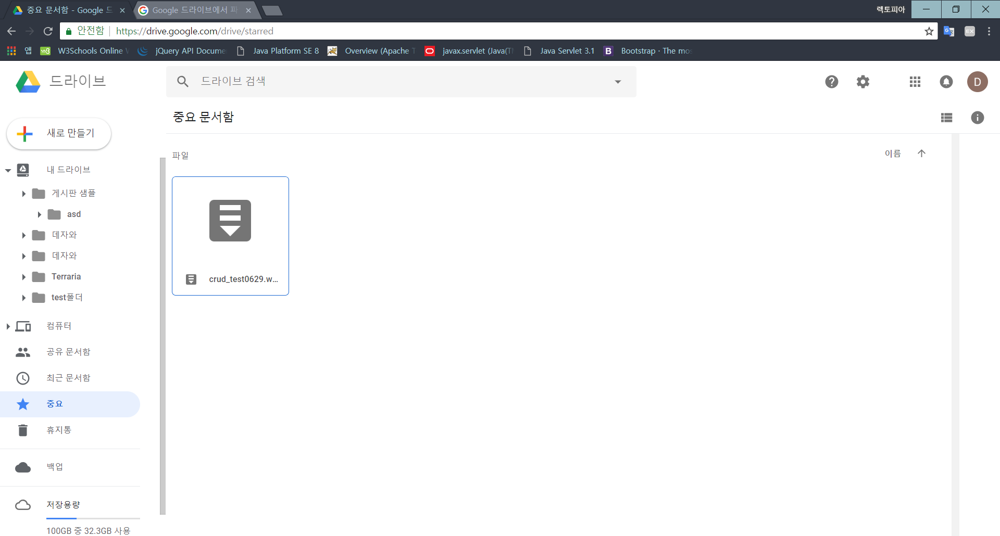 중요 문서함 - Google 드
Google 드라이브에서 파
렉토피아
안전함
https://drive.google.com/drive/starred
앱
w3
W3Schools Online
jQuery API Docume
Java Platform SE 8
Overview (Apache T
javax.servlet (Java(T
Java Servlet 3.1
B
Bootstrap · The mos
EX
드라이브
드라이브 검색
D
중요 문서함
새로 만들기
파일
이름
내 드라이브
게시판 샘플
asd
데자와
데자와
Terraria
test폴더
crud_test0629.w...
컴퓨터
공유 문서함
최근 문서함
중요
휴지통
백업
저장용량
100GB 중 32.3GB 사용